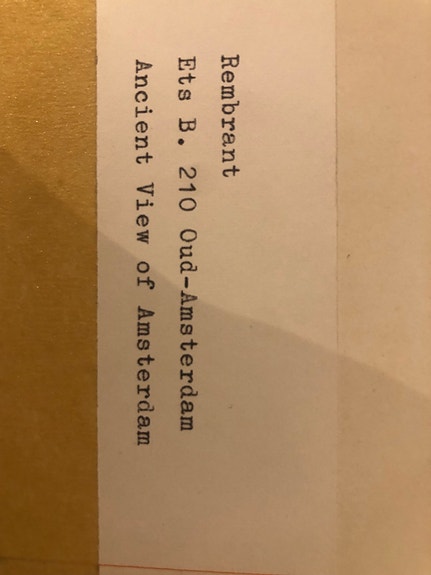 Rembrant
Ets B. 210 Oud-Amsterdam
Ancient View of Amsterdam